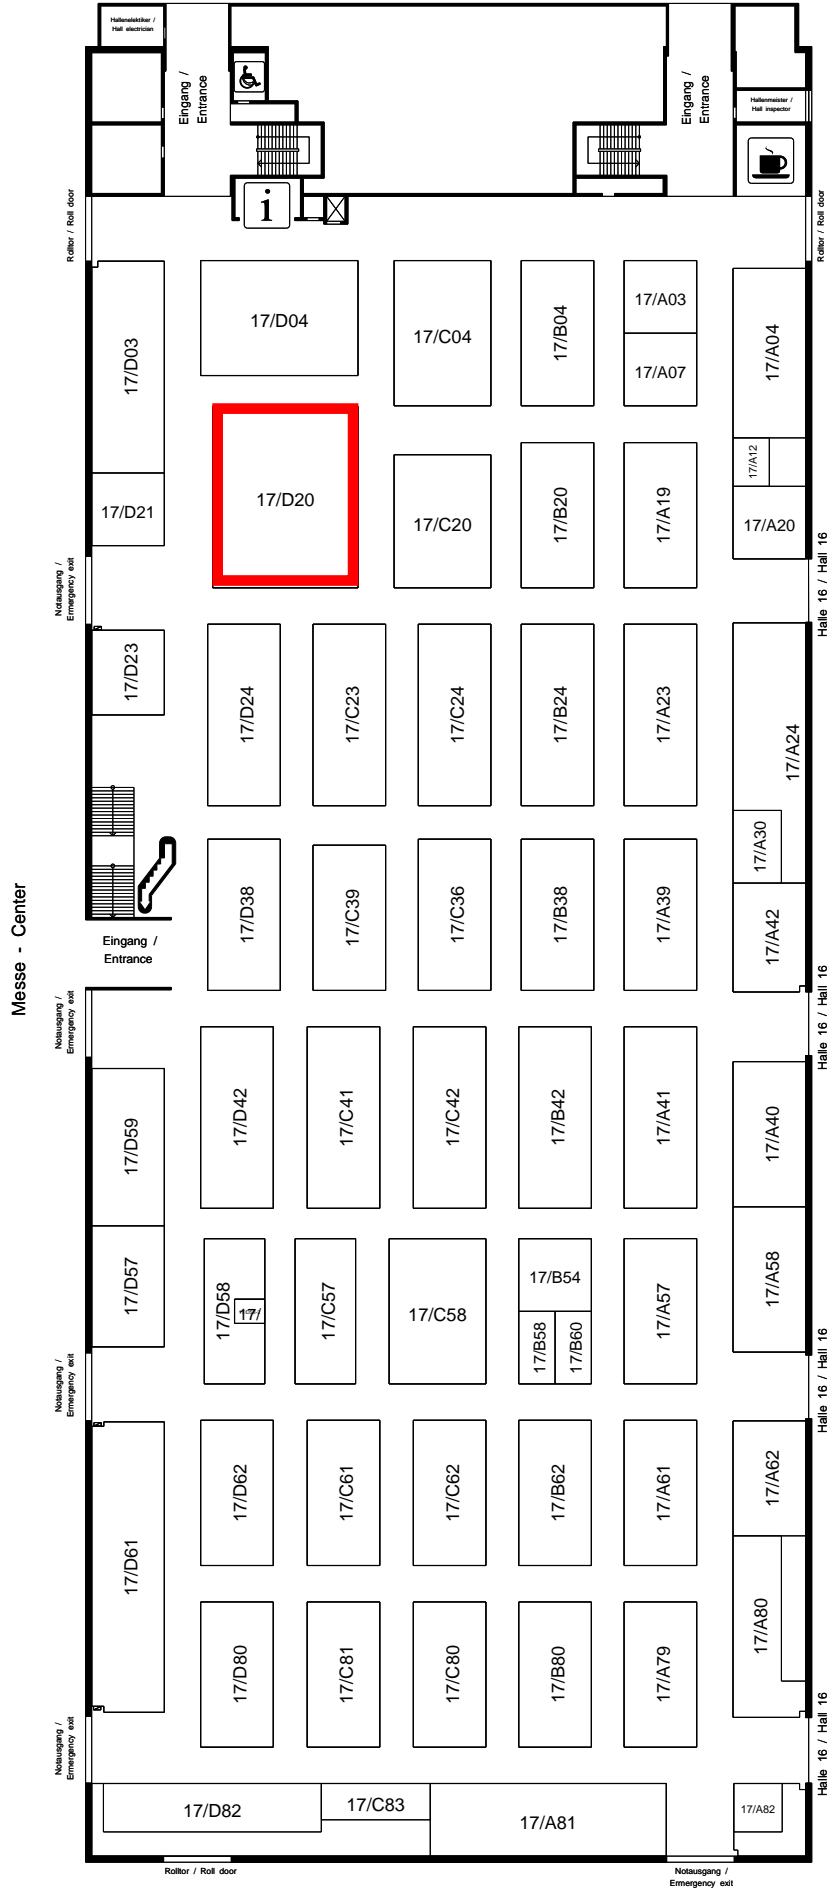 Hallenelektiker /
Hall electrician
Eingang /
Entrance
Eingang /
Entrance
Hallenmeister /
Hall inspector
i
Rolltor / Roll door
Rolltor / Roll door
17/D03
17/D04
17/C04
17/B04
17/A03
17/A07
17/A04
17/A12
17/D21
17/D20
17/C20
17/B20
17/A19
17/A20
Notausgang /
Ermergency exit
Halle 16 / Hall 16
17/D23
17/D24
17/C23
17/C24
17/B24
17/A23
17/A24
17/A30
17/D38
17/C39
17/C36
17/B38
17/A39
17/A42
Messe - Center
Eingang /
Entrance
Notausgang /
Ermergency exit
Halle 16 / Hall 16
17/D59
17/D42
17/C41
17/C42
17/B42
17/A41
17/A40
17/D57
17/D58
17/
17/C57
17/C58
17/B54
17/B58
17/B60
17/A57
17/A58
Notausgang /
Ermergency exit
Halle 16 / Hall 16
17/D61
17/D62
17/C61
17/C62
17/B62
17/A61
17/A62
17/D80
17/C81
17/C80
17/B80
17/A79
17/A80
Notausgang /
Ermergency exit
Halle 16 / Hall 16
17/D82
17/C83
17/A81
17/A82
Rolltor / Roll door
Notausgang /
Ermergency exit